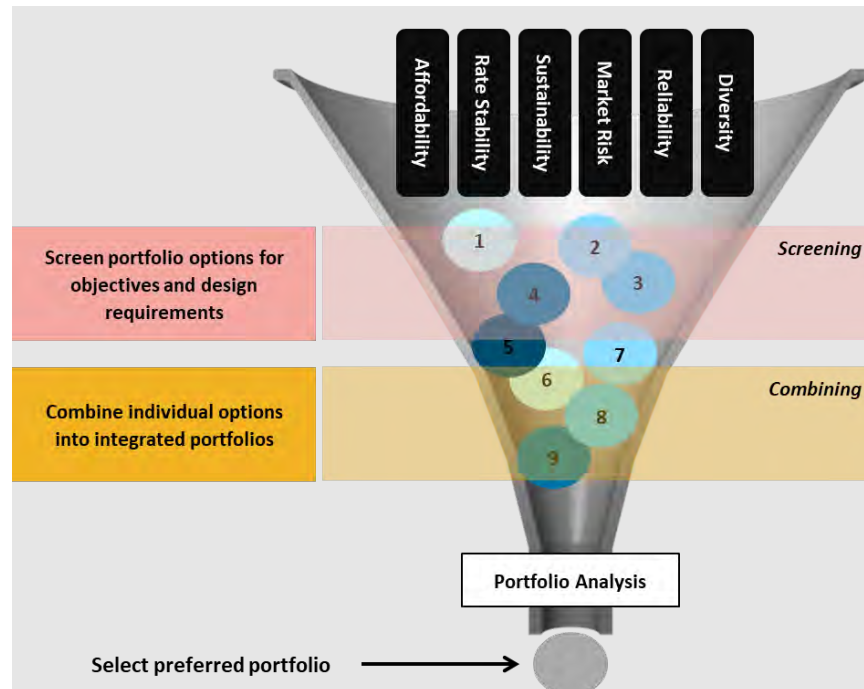 Affordability
Rate Stability
Sustainability
Market Risk
Reliability
Diversity
Screen portfolio options for
objectives and design
requirements
Screening
1
2
3
4
5
7
6
Combine individual options
into integrated portfolios
Combining
8
9
Portfolio Analysis
Select preferred portfolio